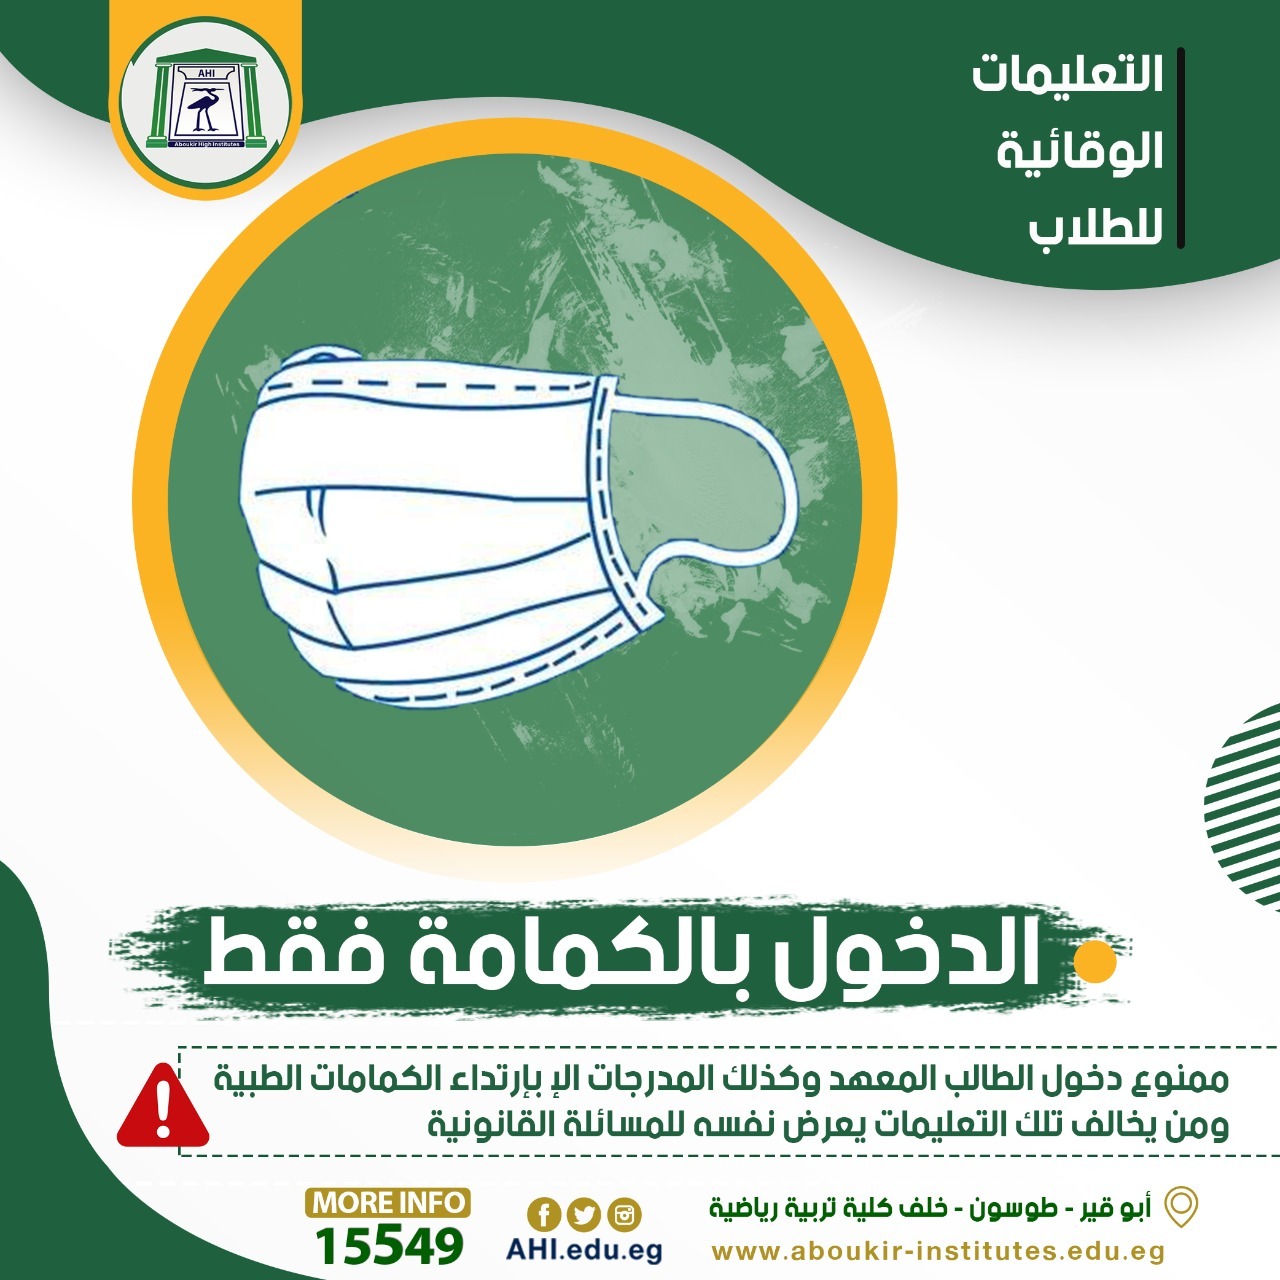 AHI
Aboukir High Institutes
التعليمات
الوقائية
للطلاب
الدخول بالكمامة فقط
ممنوع دخول الطالب المعهد وكذلك المدرجات الإ بإرتداء الكمامات الطبية
ومن يخالف تلك التعليمات يعرض نفسه للمسائلة القانونية
أبو قير - طوسون - خلف كلية تربية رياضية
www.aboukir-institutes.edu.eg
AHI.edu.eg
MORE INFO
15549